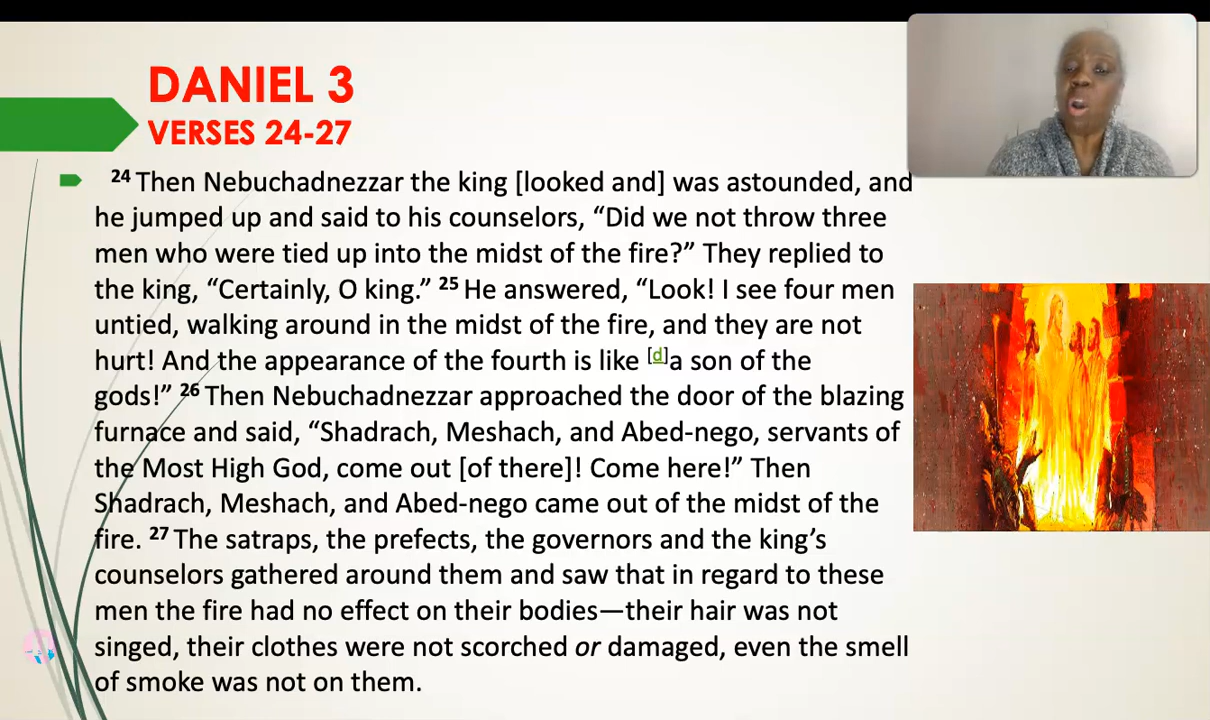 DANIEL 3
VERSES 24-27
24 Then Nebuchadnezzar the king [looked and] was astounded, and
he jumped up and said to his counselors, “Did we not throw three
men who were tied up into the midst of the fire?” They replied to
the king, “Certainly, O king.” 25 He answered, “Look! I see four men
untied, walking around in the midst of the fire, and they are not
hurt! And the appearance of the fourth is like [d]a son of the
gods!” 26 Then Nebuchadnezzar approached the door of the blazing
furnace and said, “Shadrach, Meshach, and Abed-nego, servants of
the Most High God, come out [of there]! Come here!” Then
Shadrach, Meshach, and Abed-nego came out of the midst of the
fire. 27 The satraps, the prefects, the governors and the king’s
counselors gathered around them and saw that in regard to these
men the fire had no effect on their bodies—their hair was not
singed, their clothes were not scorched or damaged, even the smell
of smoke was not on them.